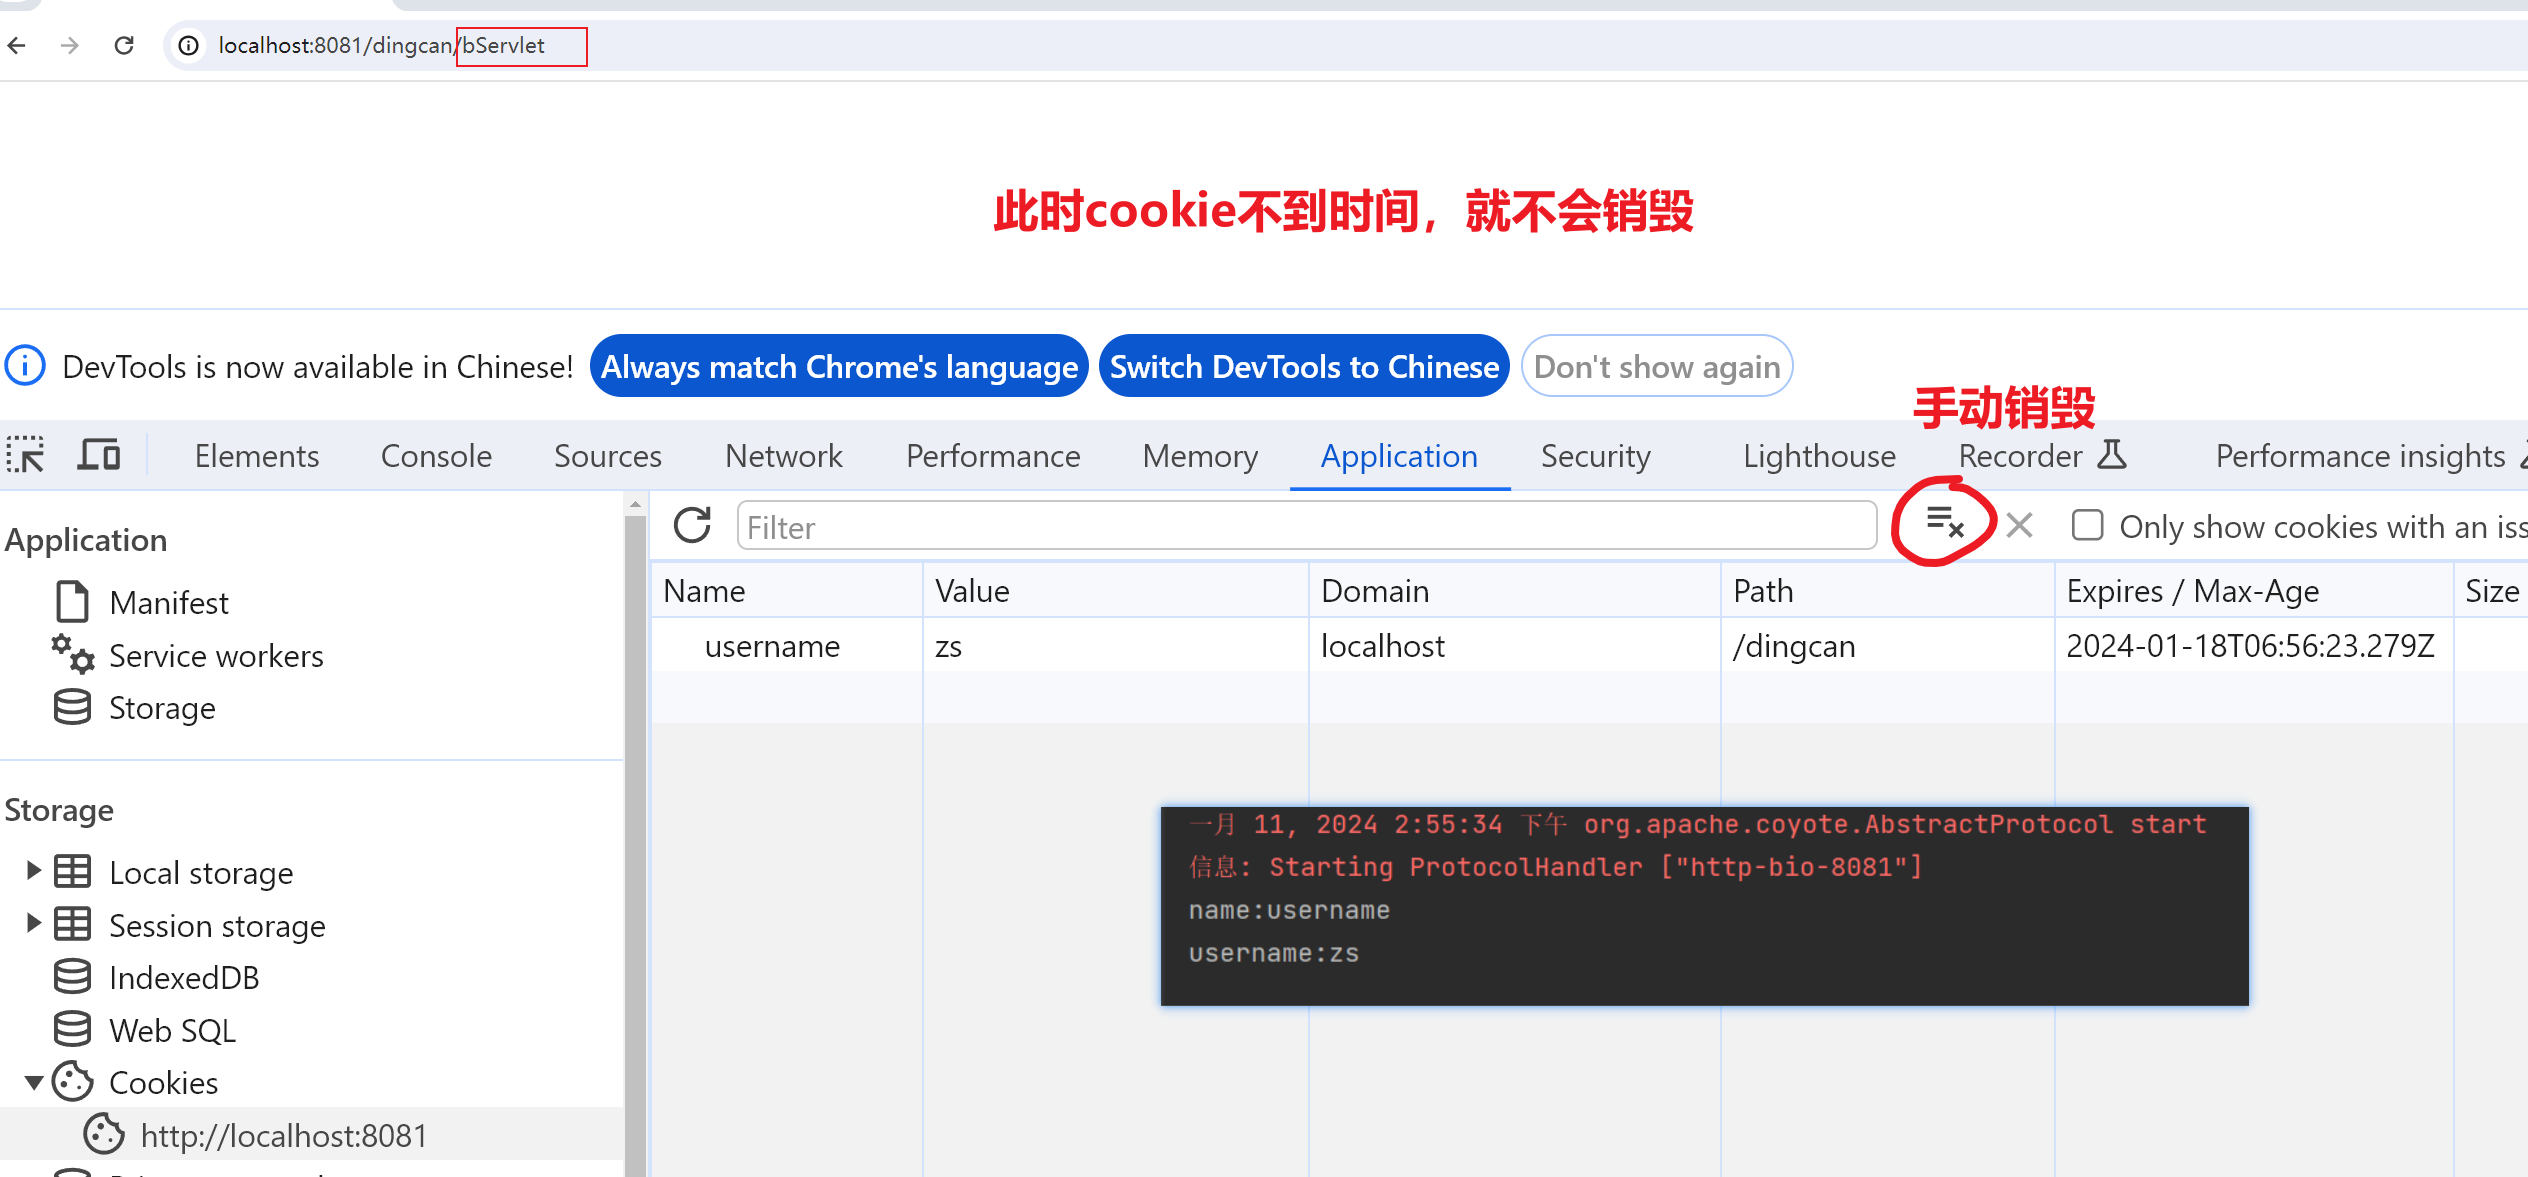 localhost:8081/dingcan/bServlet
此时cookie不到时间，就不会销毁
DevTools is now available in Chinese! Always match Chrome's language Switch DevTools to Chinese Don't show again
手动销毁
Elements Console Sources Network Performance Memory Application Security Lighthouse Recorder Performance insights
Application
Manifest
Service workers
Storage
Storage
Local storage
Session storage
IndexedDB
Web SQL
Cookies
http://localhost:8081
Filter Only show cookies with an iss
Name Value Domain Path Expires / Max-Age Size
username zs localhost /dingcan 2024-01-18T06:56:23.279Z
一月 11, 2024 2:55:34 下午 org.apache.coyote.AbstractProtocol start
信息: Starting ProtocolHandler ["http-bio-8081"]
name:username
username:zs